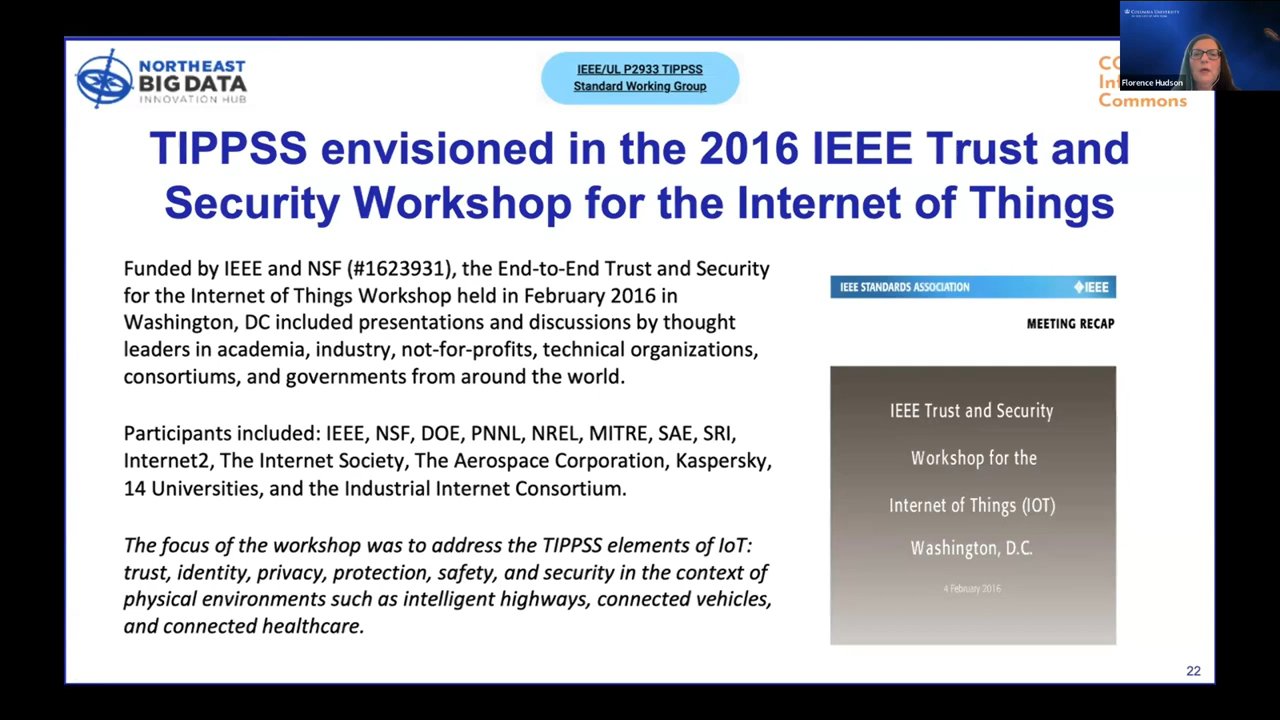 COLUMBIA UNIVERSITY
Florence Hudson
NORTHEAST
BIG DATA
INNOVATION HUB
IEEE/UL P2933 TIPPSS
Standard Working Group
Commons
TIPPSS envisioned in the 2016 IEEE Trust and
Security Workshop for the Internet of Things
Funded by IEEE and NSF (#1623931), the End-to-End Trust and Security
for the Internet of Things Workshop held in February 2016 in
Washington, DC included presentations and discussions by thought
leaders in academia, industry, not-for-profits, technical organizations,
consortiums, and governments from around the world.
Participants included: IEEE, NSF, DOE, PNNL, NREL, MITRE, SAE, SRI,
Internet2, The Internet Society, The Aerospace Corporation, Kaspersky,
14 Universities, and the Industrial Internet Consortium.
The focus of the workshop was to address the TIPPSS elements of IoT:
trust, identity, privacy, protection, safety, and security in the context of
physical environments such as intelligent highways, connected vehicles,
and connected healthcare.
IEEE STANDARDS ASSOCIATION
IEEE
MEETING RECAP
IEEE Trust and Security
Workshop for the
Internet of Things (IOT)
Washington, D.C.
4 February 2016
22